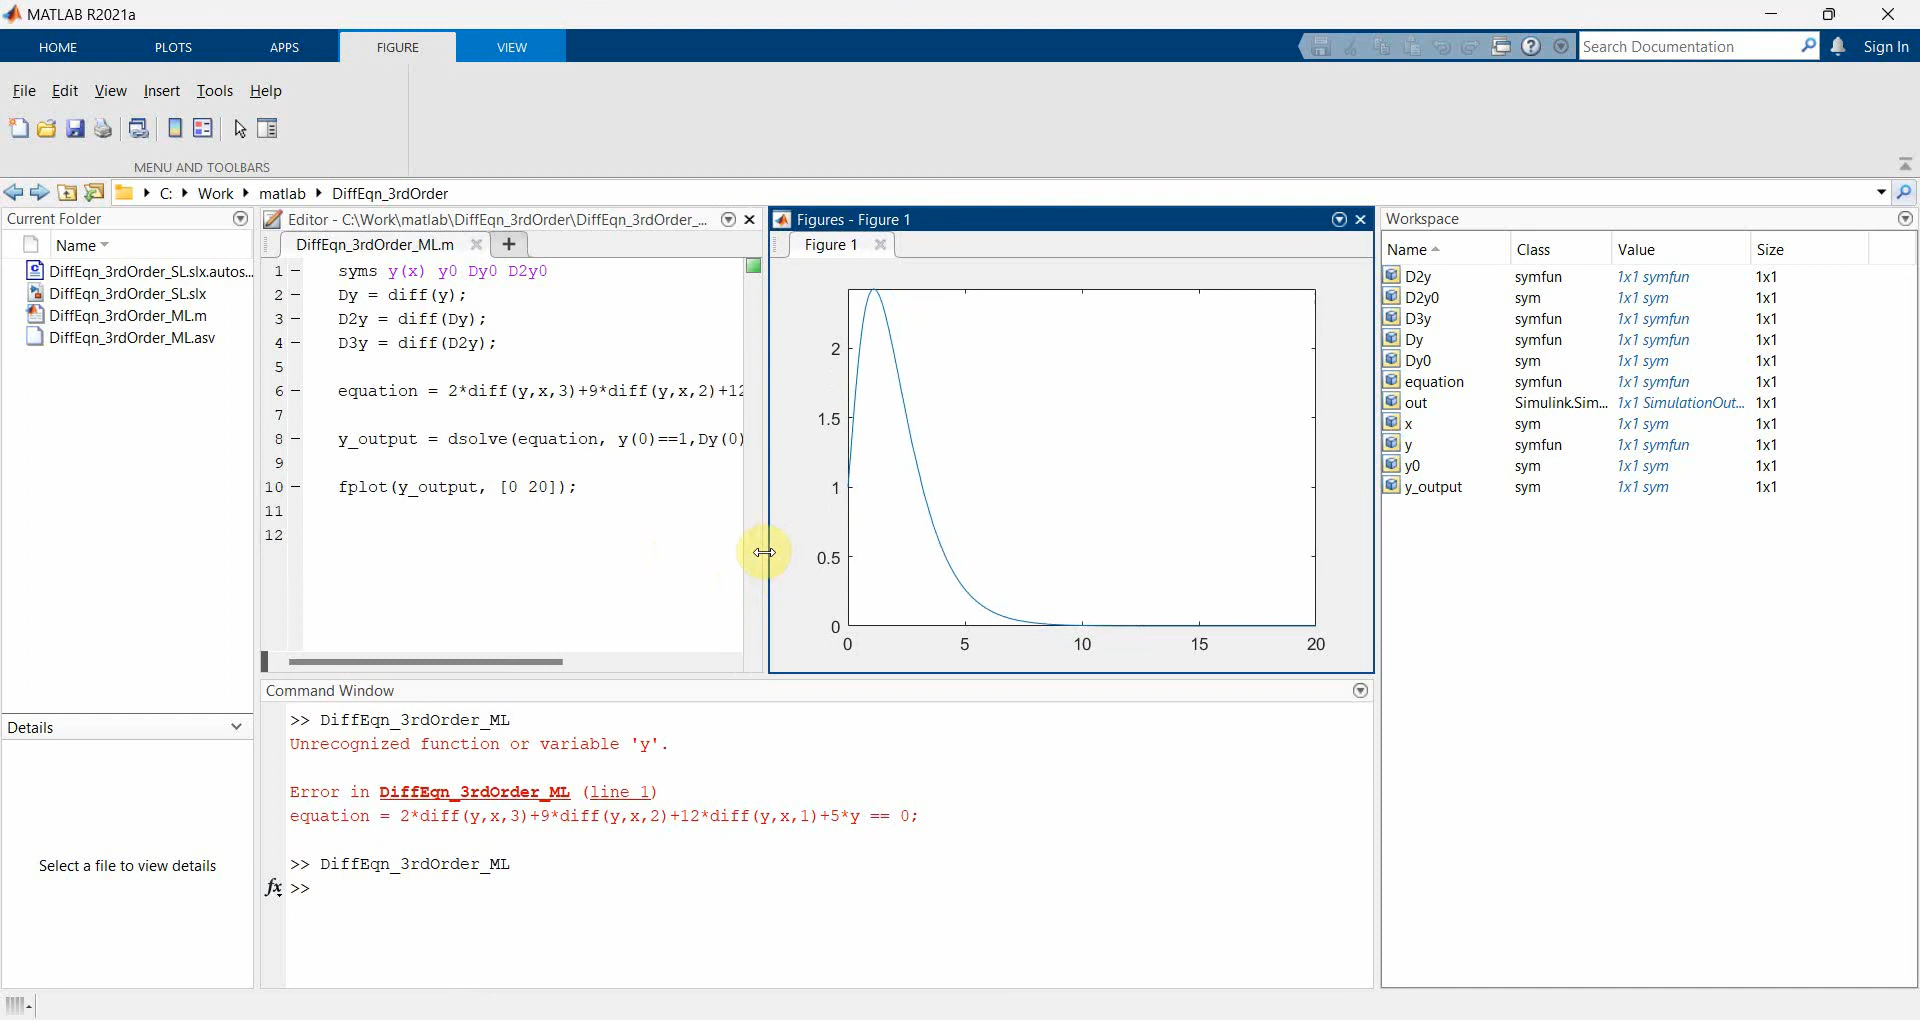 MATLAB R2021a
HOME PLOTS APPS FIGURE VIEW
Search Documentation
Sign In
File Edit View Insert Tools Help
MENU AND TOOLBARS
C: Work matlab DiffEqn_3rdOrder
Current Folder
Name
DiffEqn_3rdOrder_SL.slx.autos...
DiffEqn_3rdOrder_SL.slx
DiffEqn_3rdOrder_ML.m
DiffEqn_3rdOrder_ML.asv
Details
Select a file to view details
Editor - C:\Work\matlab\DiffEqn_3rdOrder\DiffEqn_3rdOrder_...
DiffEqn_3rdOrder_ML.m
1 – syms y(x) y0 Dy0 D2y0
2 – Dy = diff(y);
3 – D2y = diff(Dy);
4 – D3y = diff(D2y);
5
6 – equation = 2*diff(y,x,3)+9*diff(y,x,2)+12
7
8 – y_output = dsolve(equation, y(0)==1,Dy(0)
9
10 – fplot(y_output, [0 20]);
11
12
Figures - Figure 1
Figure 1
2
1.5
1
0.5
0
0 5 10 15 20
Command Window
>> DiffEqn_3rdOrder_ML
Unrecognized function or variable 'y'.
Error in DiffEqn_3rdOrder_ML (line 1)
equation = 2*diff(y,x,3)+9*diff(y,x,2)+12*diff(y,x,1)+5*y == 0;
>> DiffEqn_3rdOrder_ML
fx >>
Workspace
Name Class Value Size
D2y symfun 1x1 symfun 1x1
D2y0 sym 1x1 sym 1x1
D3y symfun 1x1 symfun 1x1
Dy symfun 1x1 symfun 1x1
Dy0 sym 1x1 sym 1x1
equation symfun 1x1 symfun 1x1
out Simulink.Sim... 1x1 SimulationOut... 1x1
x sym 1x1 sym 1x1
y symfun 1x1 symfun 1x1
y0 sym 1x1 sym 1x1
y_output sym 1x1 sym 1x1